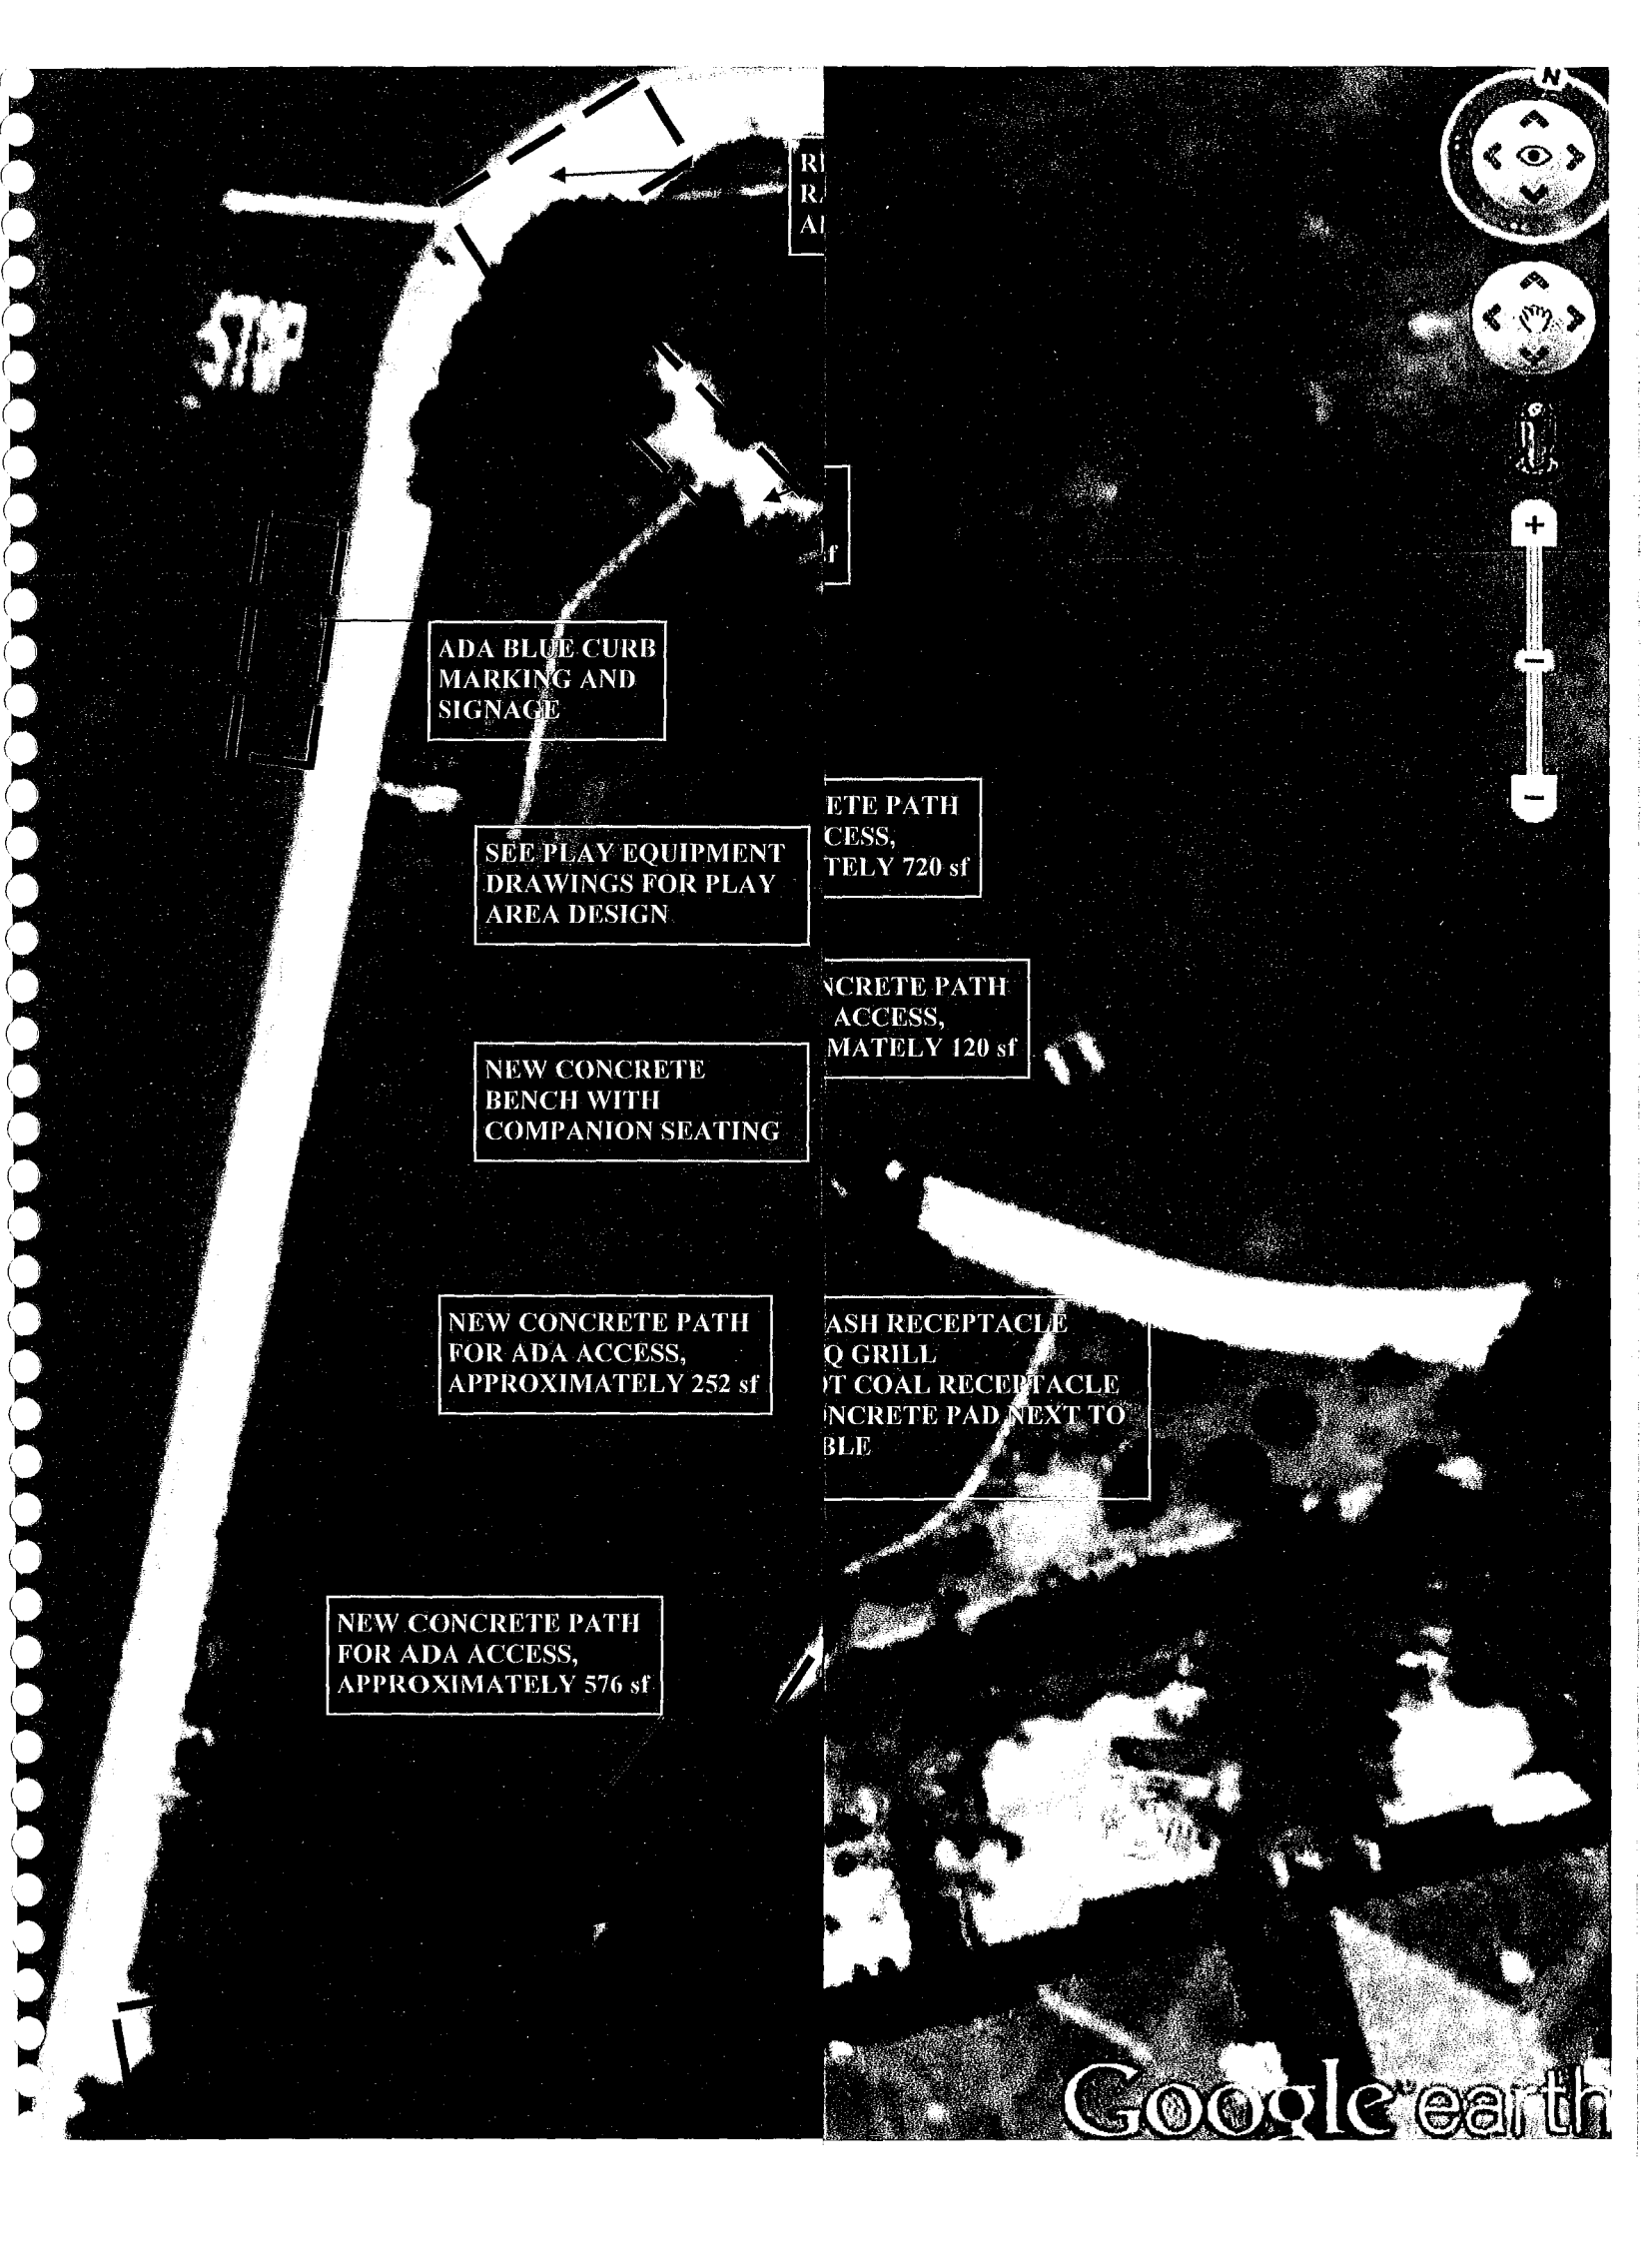 N
STOP
ADA BLUE CURB
MARKING AND
SIGNAGE
SEE PLAY EQUIPMENT
DRAWINGS FOR PLAY
AREA DESIGN
NEW CONCRETE
BENCH WITH
COMPANION SEATING
NEW CONCRETE PATH
FOR ADA ACCESS,
APPROXIMATELY 252 sf
NEW CONCRETE PATH
FOR ADA ACCESS,
APPROXIMATELY 576 sf
sf
ETE PATH
CESS,
TELY 720 sf
NCRETE PATH
ACCESS,
MATELY 120 sf
ASH RECEPTACLE
Q GRILL
OT COAL RECEPTACLE
NCRETE PAD NEXT TO
BLE
Google earth